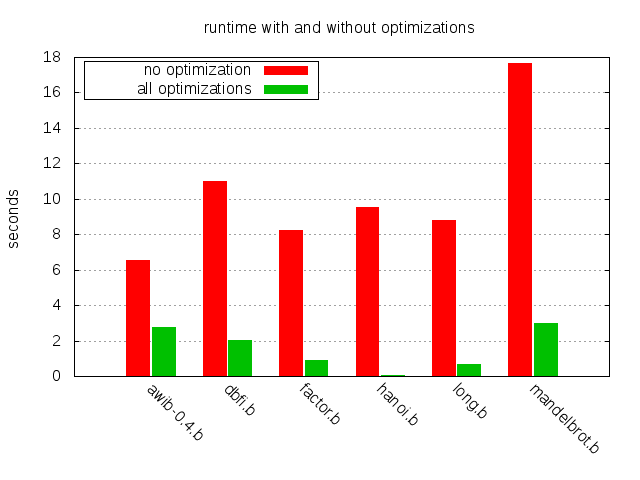 runtime with and without optimizations
seconds
18
16
14
12
10
8
6
4
2
0
no optimization
all optimizations
awib-0.4.b
dbfi.b
factor.b
hanoi.b
long.b
mandelbrot.b